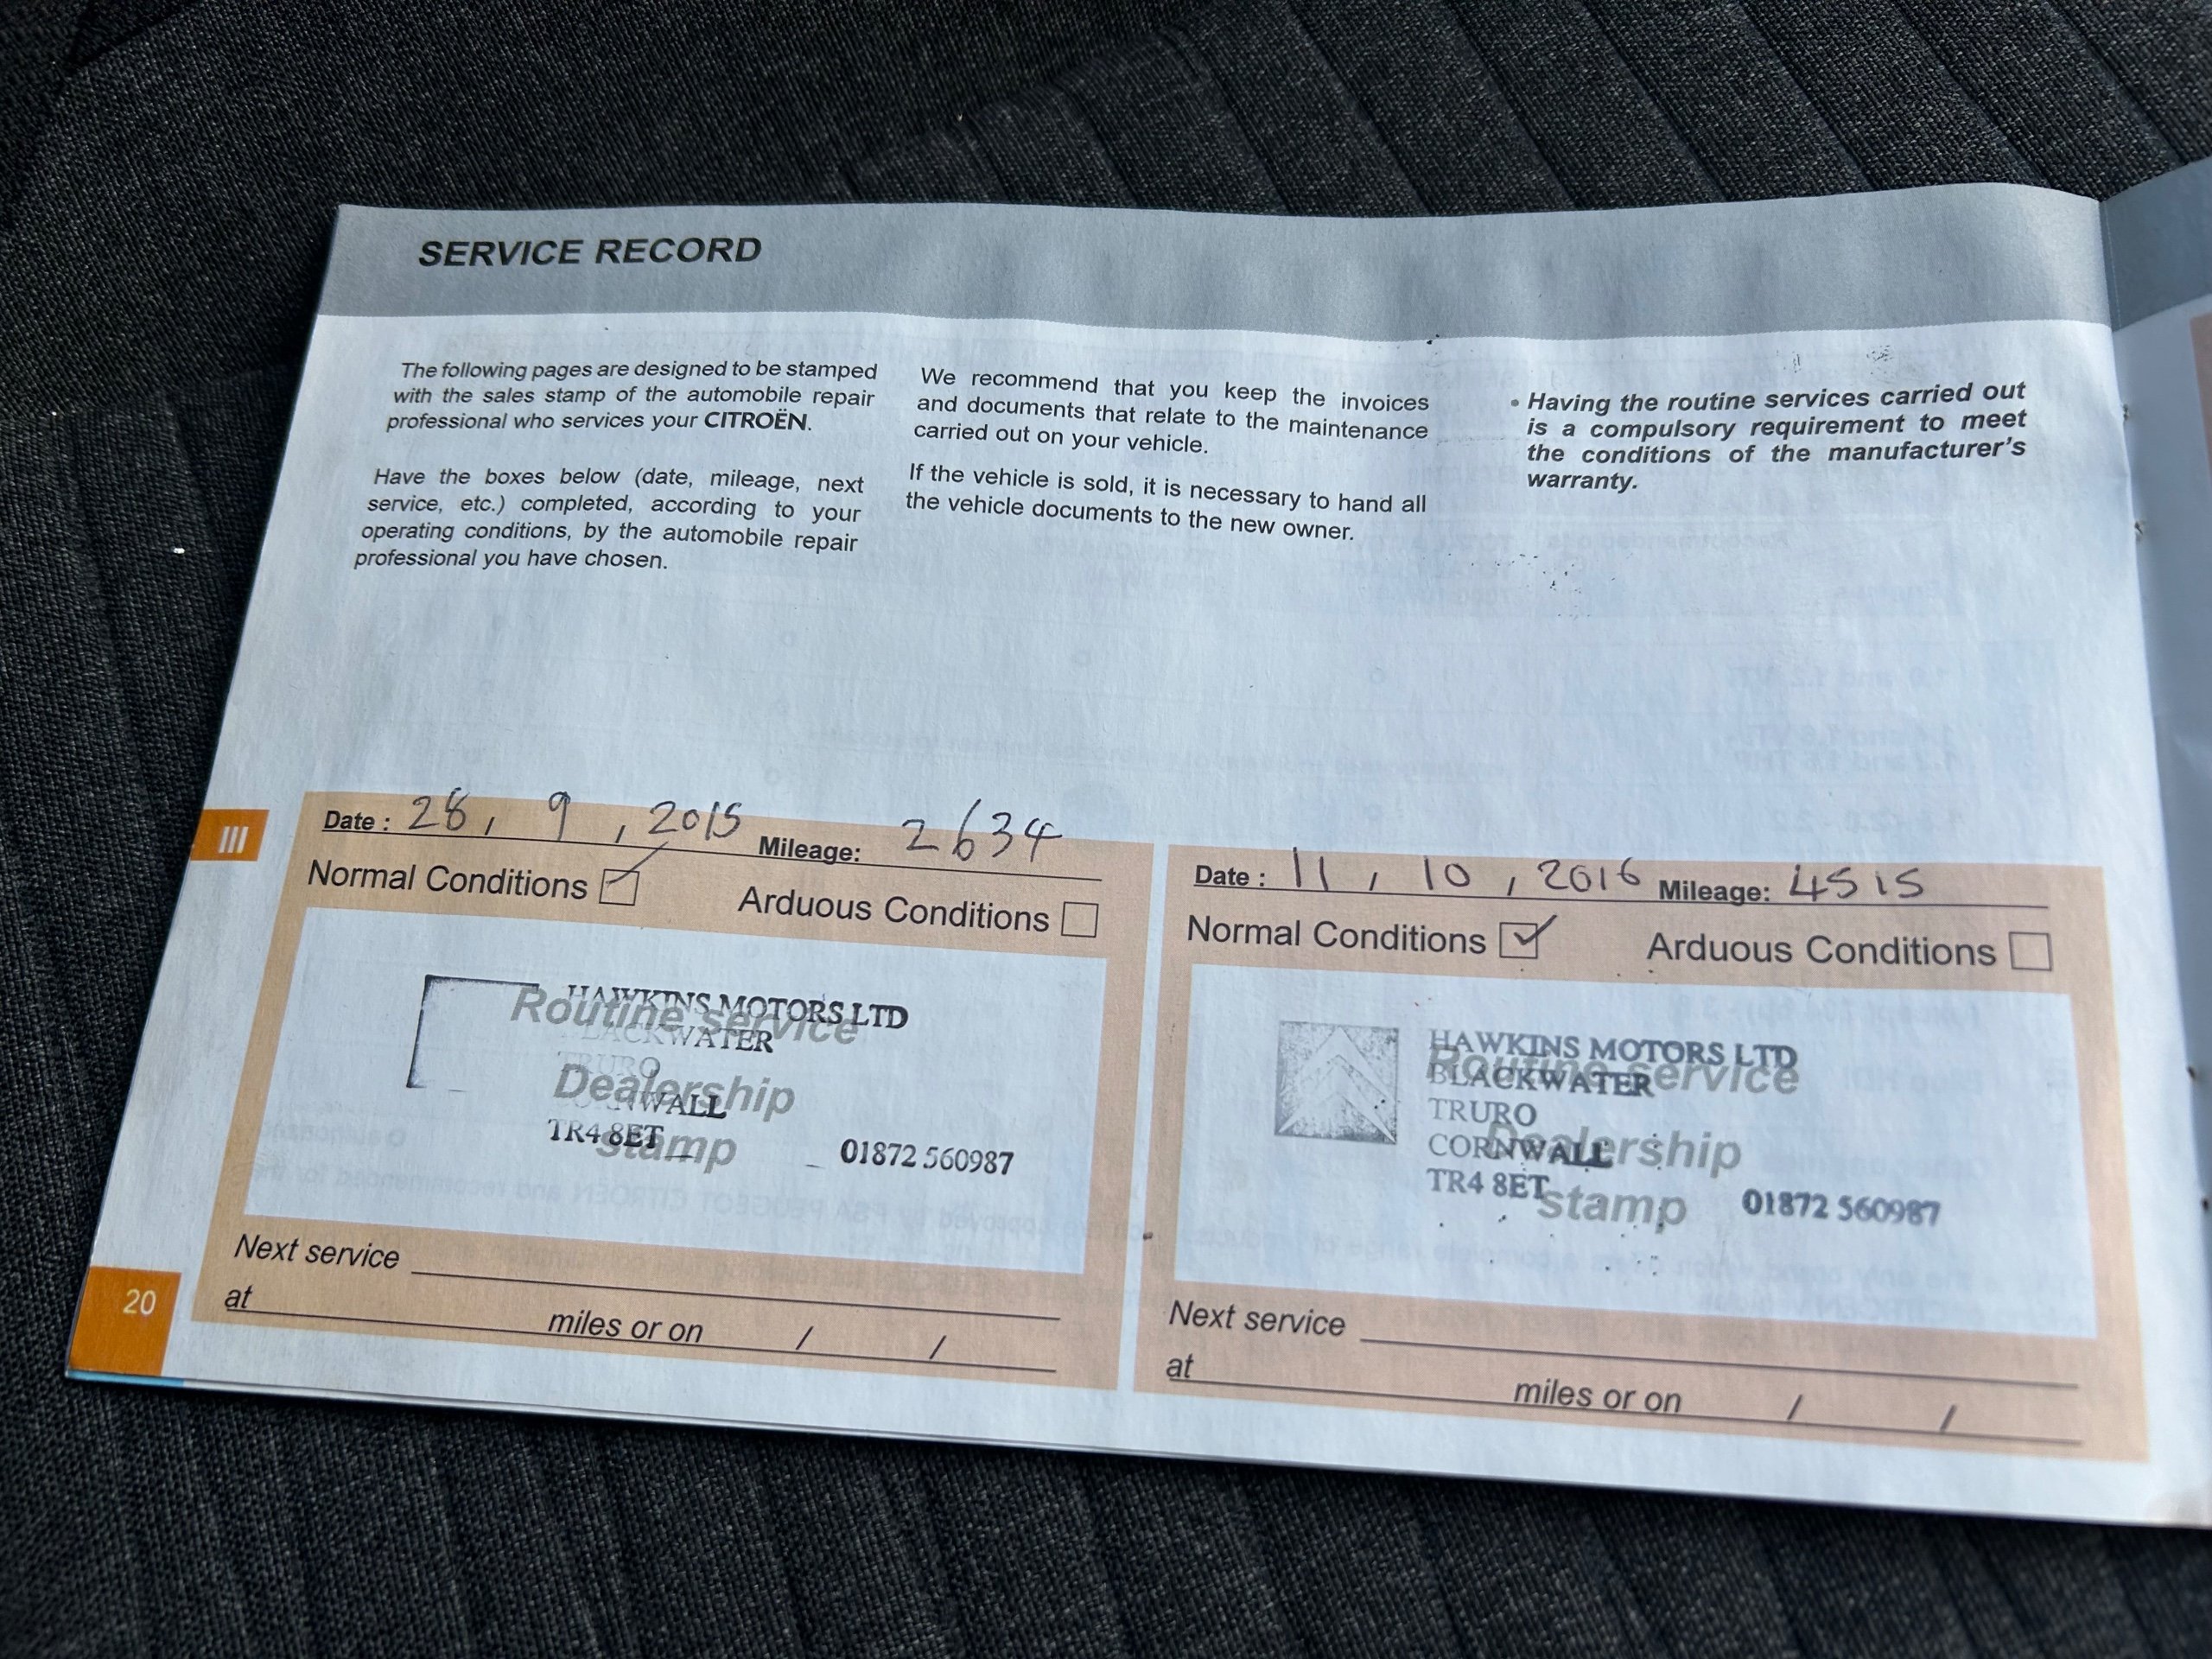 SERVICE RECORD
The following pages are designed to be stamped
with the sales stamp of the automobile repair
professional who services your CITROËN.
Have the boxes below (date, mileage, next
service, etc.) completed, according to your
operating conditions, by the automobile repair
professional you have chosen.
We recommend that you keep the invoices
and documents that relate to the maintenance
carried out on your vehicle.
If the vehicle is sold, it is necessary to hand all
the vehicle documents to the new owner.
• Having the routine services carried out
is a compulsory requirement to meet
the conditions of the manufacturer's
warranty.
III
Date : 28, 9, 2015 Mileage: 2634
Normal Conditions Arduous Conditions
Routine service
Dealership
stamp
HAWKINS MOTORS LTD
BLACKWATER
TRURO
CORNWALL
TR4 8ET 01872 560987
Next service
at miles or on / /
Date : 11, 10, 2016 Mileage: 4515
Normal Conditions Arduous Conditions
Routine service
Dealership
stamp
HAWKINS MOTORS LTD
BLACKWATER
TRURO
CORNWALL
TR4 8ET 01872 560987
Next service
at miles or on / /
20